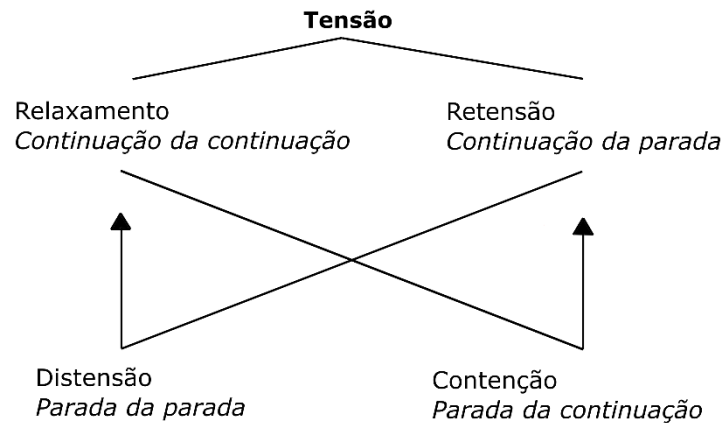 Tensão
Relaxamento
Continuação da continuação
Retensão
Continuação da parada
Distensão
Parada da parada
Contenção
Parada da continuação